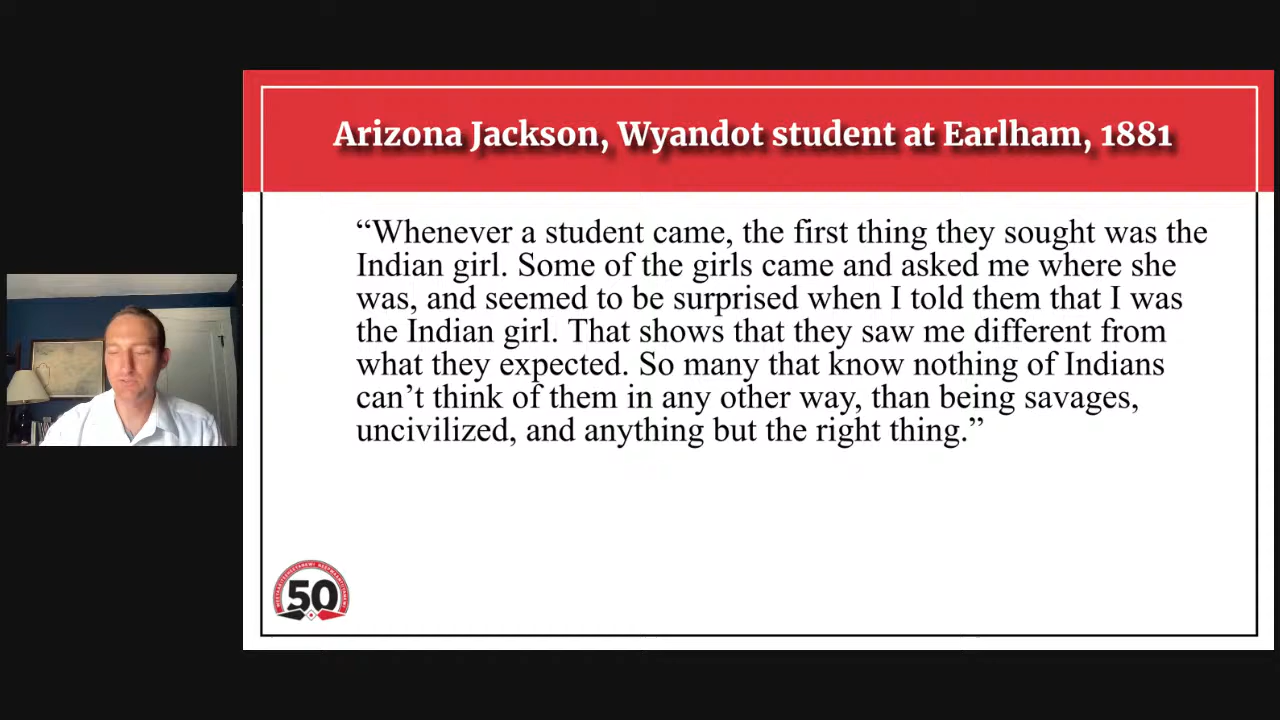 Arizona Jackson, Wyandot student at Earlham, 1881
“Whenever a student came, the first thing they sought was the
Indian girl. Some of the girls came and asked me where she
was, and seemed to be surprised when I told them that I was
the Indian girl. That shows that they saw me different from
what they expected. So many that know nothing of Indians
can’t think of them in any other way, than being savages,
uncivilized, and anything but the right thing.”
50